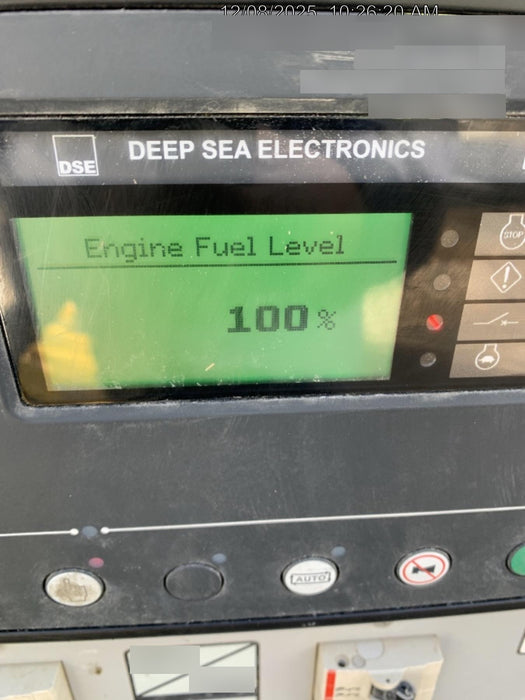 12/08/2025 10:26:20 AM
DSE
DEEP SEA ELECTRONICS
Engine Fuel Level
100%
STOP
AUTO